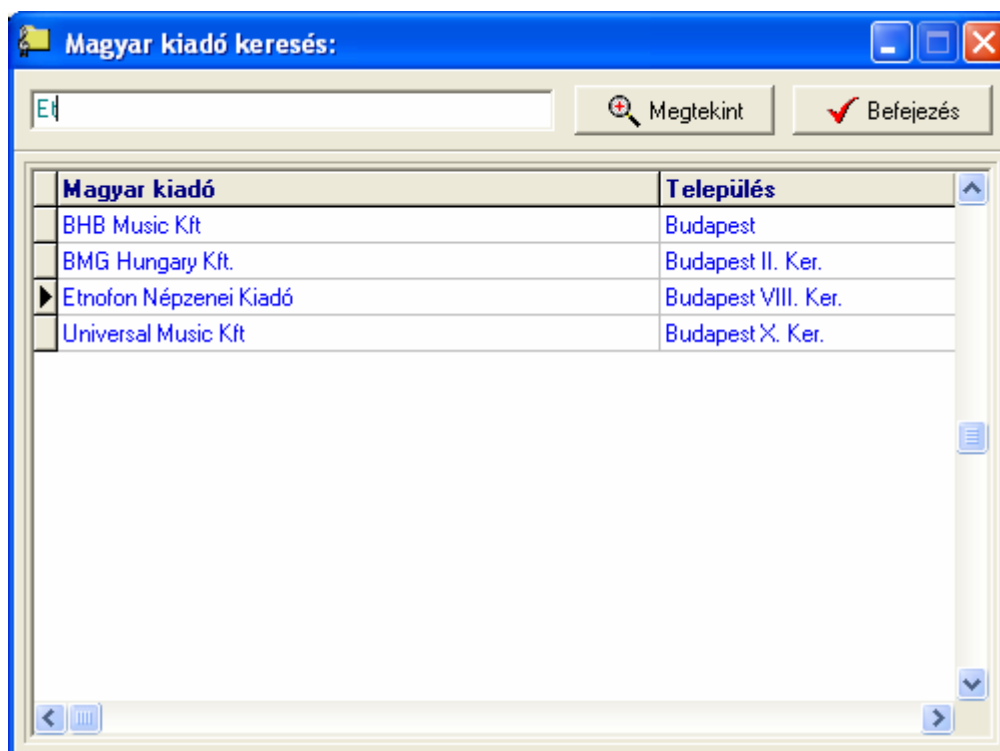 Magyar kiadó keresés:
Et Megtekint Befejezés
Magyar kiadó Település
BHB Music Kft Budapest
BMG Hungary Kft. Budapest II. Ker.
Etnofon Népzenei Kiadó Budapest VIII. Ker.
Universal Music Kft Budapest X. Ker.